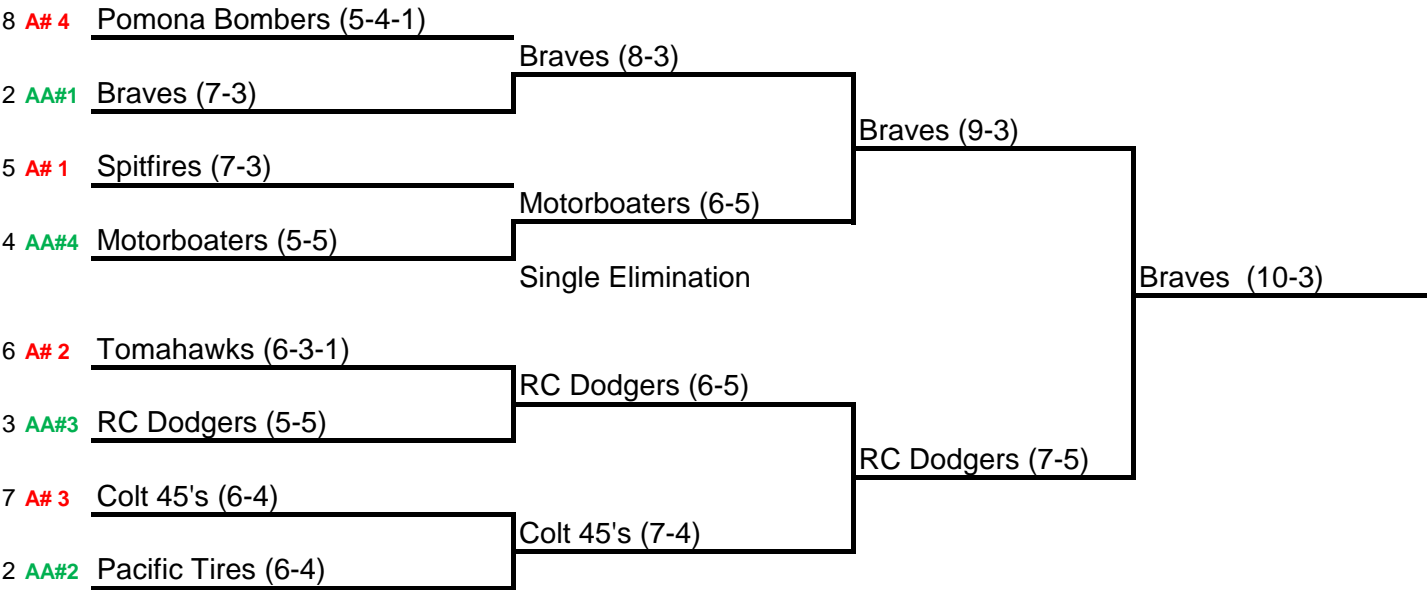 8 A# 4 Pomona Bombers (5-4-1)
Braves (8-3)
2 AA#1 Braves (7-3)
Braves (9-3)
5 A# 1 Spitfires (7-3)
Motorboaters (6-5)
4 AA#4 Motorboaters (5-5)
Single Elimination
Braves (10-3)
6 A# 2 Tomahawks (6-3-1)
RC Dodgers (6-5)
3 AA#3 RC Dodgers (5-5)
RC Dodgers (7-5)
7 A# 3 Colt 45's (6-4)
Colt 45's (7-4)
2 AA#2 Pacific Tires (6-4)